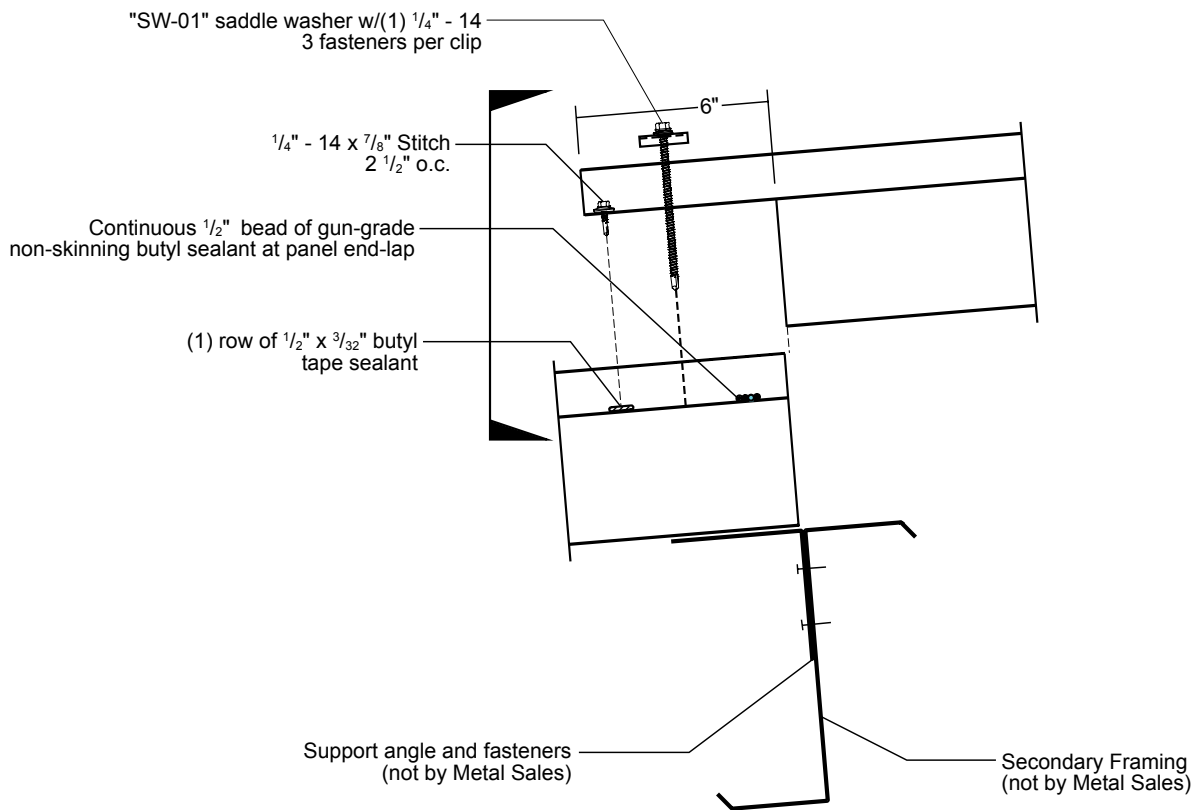 "SW-01" saddle washer w/(1) 1/4" - 14
3 fasteners per clip
6"
1/4" - 14 x 7/8" Stitch
2 1/2" o.c.
Continuous 1/2" bead of gun-grade
non-skinning butyl sealant at panel end-lap
(1) row of 1/2" x 3/32" butyl
tape sealant
Support angle and fasteners
(not by Metal Sales)
Secondary Framing
(not by Metal Sales)